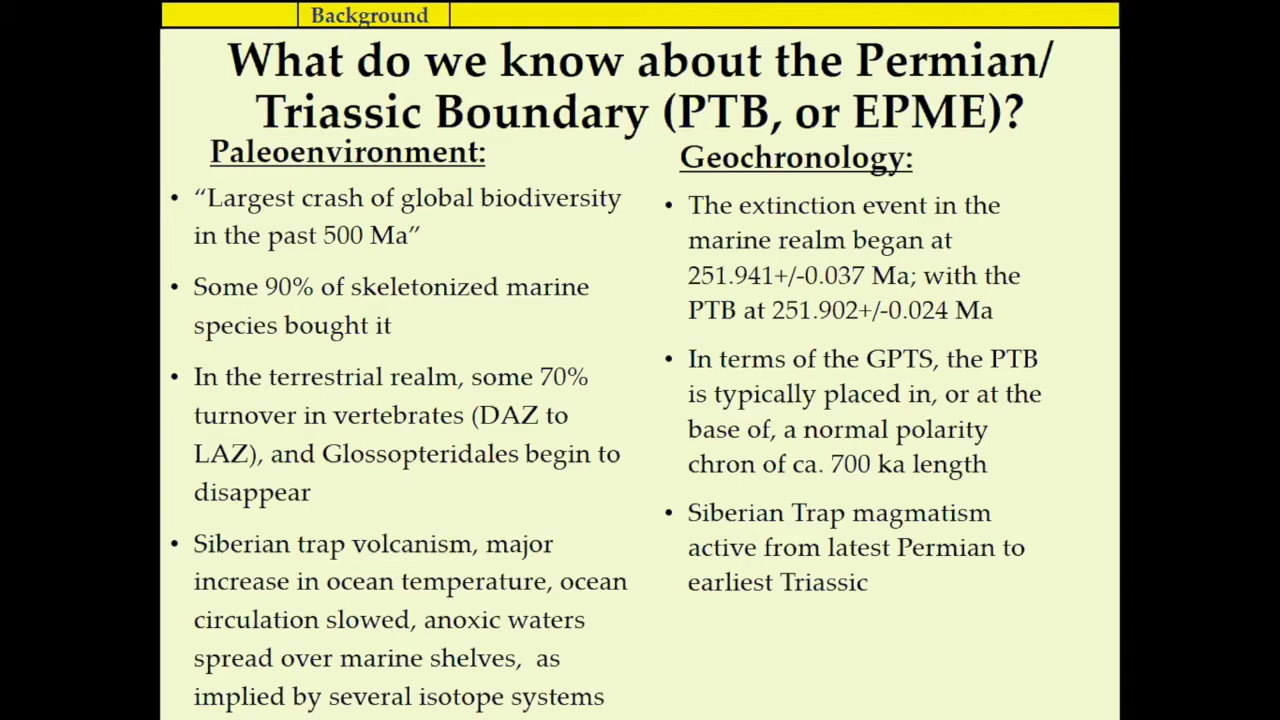 Background
What do we know about the Permian/
Triassic Boundary (PTB, or EPME)?
Paleoenvironment:
• “Largest crash of global biodiversity
in the past 500 Ma”
• Some 90% of skeletonized marine
species bought it
• In the terrestrial realm, some 70%
turnover in vertebrates (DAZ to
LAZ), and Glossopteridales begin to
disappear
• Siberian trap volcanism, major
increase in ocean temperature, ocean
circulation slowed, anoxic waters
spread over marine shelves, as
implied by several isotope systems
Geochronology:
• The extinction event in the
marine realm began at
251.941+/-0.037 Ma; with the
PTB at 251.902+/-0.024 Ma
• In terms of the GPTS, the PTB
is typically placed in, or at the
base of, a normal polarity
chron of ca. 700 ka length
• Siberian Trap magmatism
active from latest Permian to
earliest Triassic